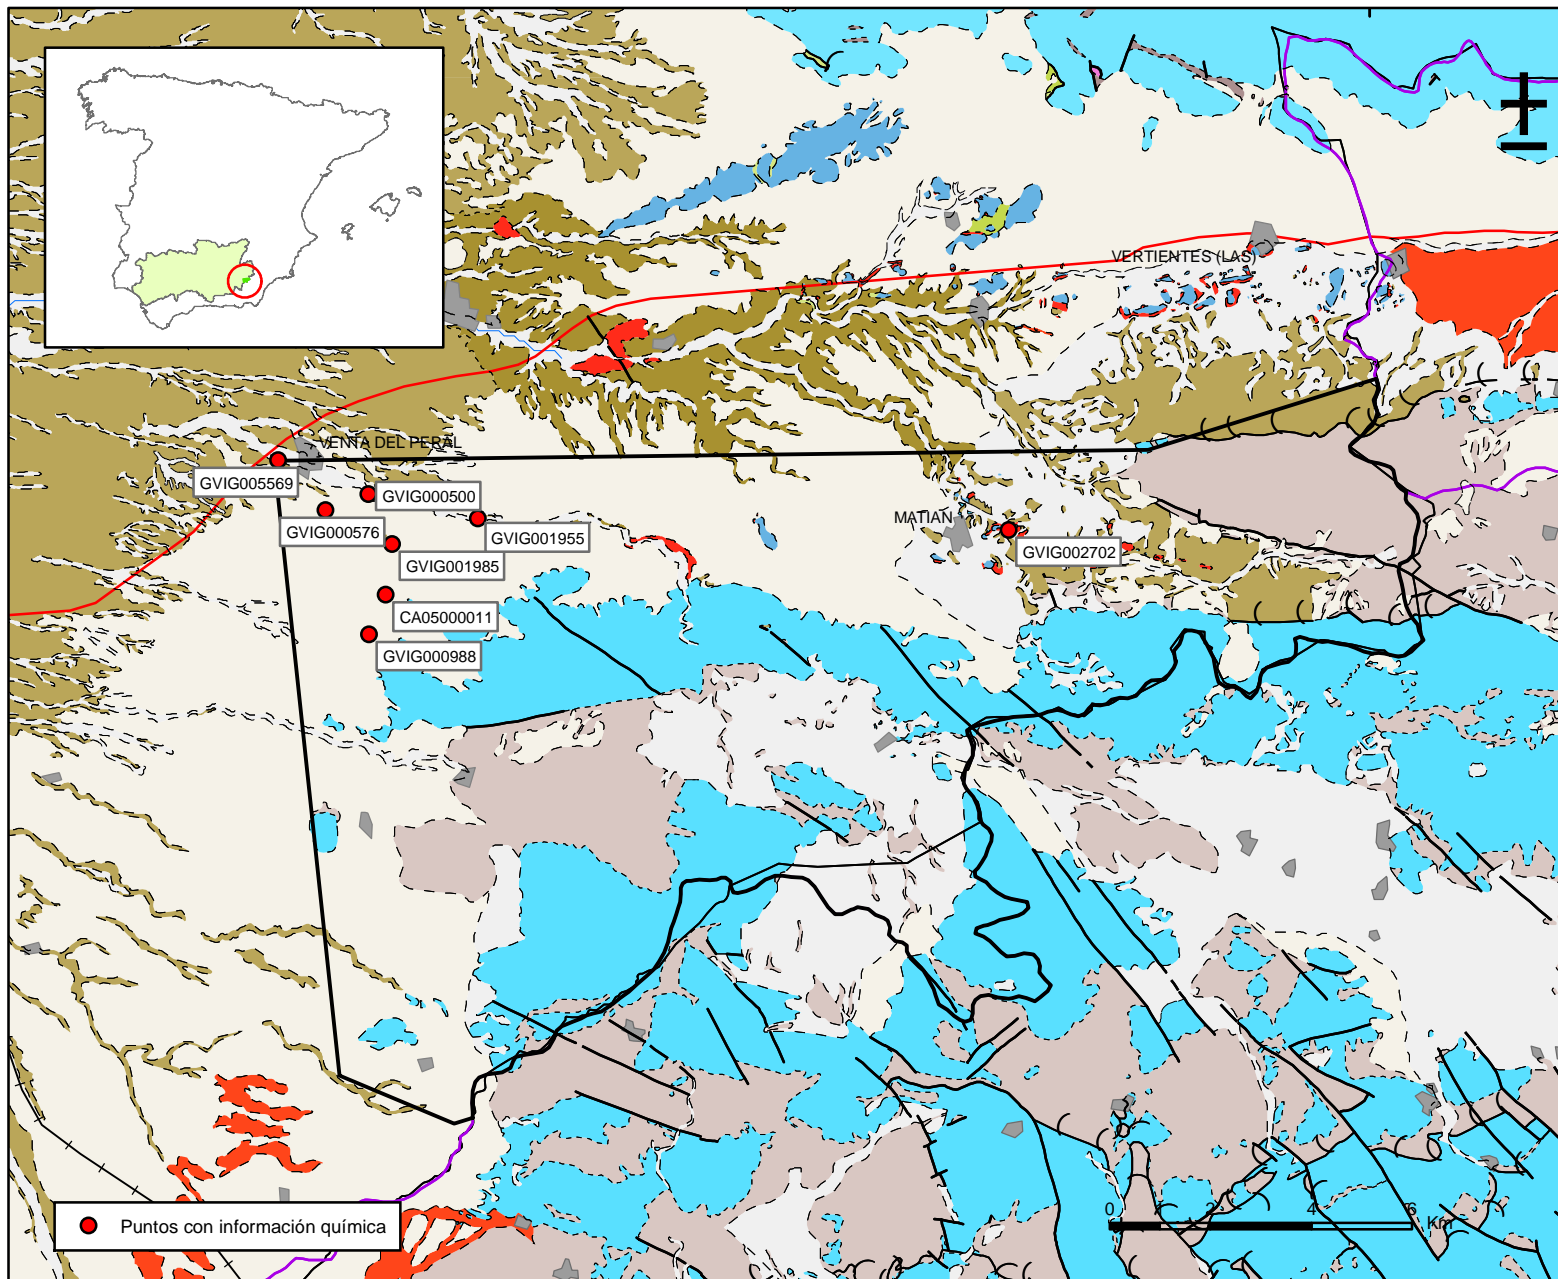 VERTIENTES (LAS)
VENTA DEL PERAL
GVIG005569
GVIG000500
GVIG000576
GVIG001955
MATIAN
GVIG001985
GVIG002702
CA05000011
GVIG000988
Puntos con información química
0 2 4 6
Km